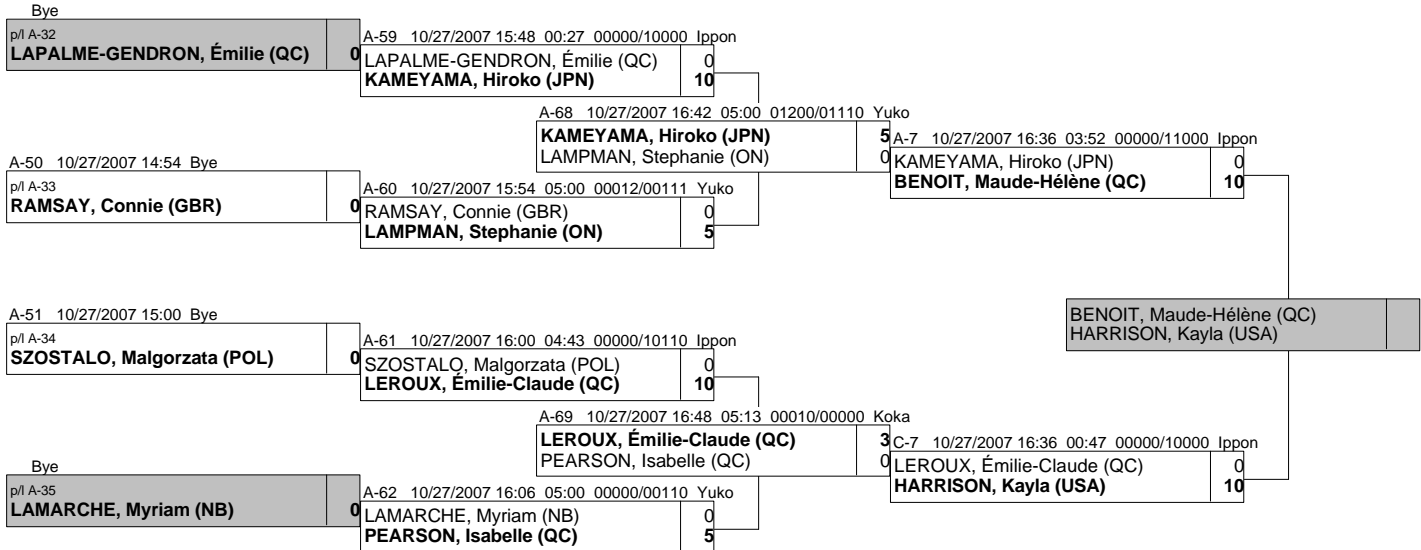 Bye
p/l A-32
LAPALME-GENDRON, Émilie (QC) 0
A-59 10/27/2007 15:48 00:27 00000/10000 Ippon
LAPALME-GENDRON, Émilie (QC) 0
KAMEYAMA, Hiroko (JPN) 10
A-68 10/27/2007 16:42 05:00 01200/01110 Yuko
KAMEYAMA, Hiroko (JPN) 5
LAMPMAN, Stephanie (ON) 0
A-7 10/27/2007 16:36 03:52 00000/11000 Ippon
KAMEYAMA, Hiroko (JPN) 0
BENOIT, Maude-Hélène (QC) 10
A-50 10/27/2007 14:54 Bye
p/l A-33
RAMSAY, Connie (GBR) 0
A-60 10/27/2007 15:54 05:00 00012/00111 Yuko
RAMSAY, Connie (GBR) 0
LAMPMAN, Stephanie (ON) 5
BENOIT, Maude-Hélène (QC)
HARRISON, Kayla (USA)
A-51 10/27/2007 15:00 Bye
p/l A-34
SZOSTALO, Malgorzata (POL) 0
A-61 10/27/2007 16:00 04:43 00000/10110 Ippon
SZOSTALO, Malgorzata (POL) 0
LEROUX, Émilie-Claude (QC) 10
A-69 10/27/2007 16:48 05:13 00010/00000 Koka
LEROUX, Émilie-Claude (QC) 3
PEARSON, Isabelle (QC) 0
C-7 10/27/2007 16:36 00:47 00000/10000 Ippon
LEROUX, Émilie-Claude (QC) 0
HARRISON, Kayla (USA) 10
Bye
p/l A-35
LAMARCHE, Myriam (NB) 0
A-62 10/27/2007 16:06 05:00 00000/00110 Yuko
LAMARCHE, Myriam (NB) 0
PEARSON, Isabelle (QC) 5